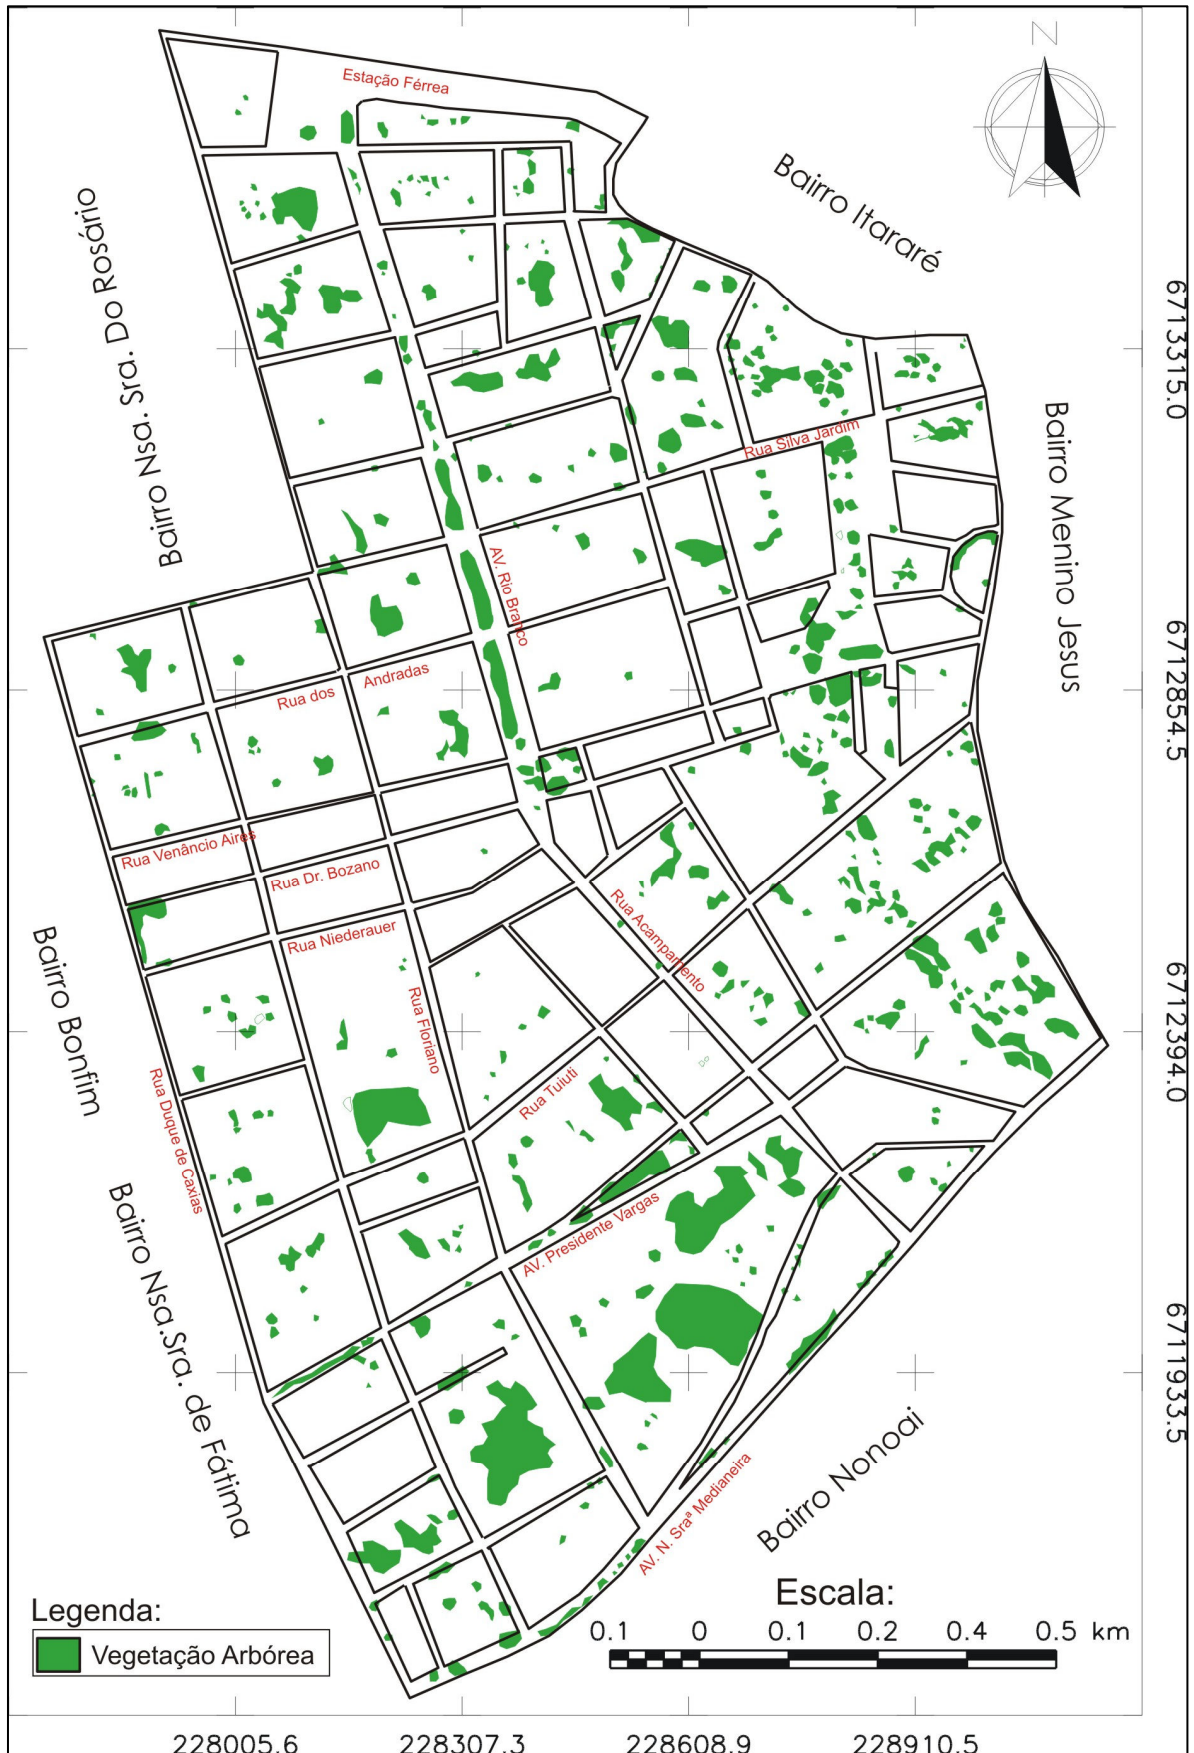 N
Estação Férrea
Bairro Itararé
Bairro Nsa. Sra. Do Rosário
6713315.0
Bairro Menino Jesus
Rua Silva Jardim
AV. Rio Branco
Rua dos Andradas
6712854.5
Rua Venâncio Aires
Rua Dr. Bozano
Rua Niederauer
Rua Acampamento
Bairro Bonfim
Rua Floriano
6712394.0
Rua Duque de Caxias
Rua Tuiuti
AV. Presidente Vargas
Bairro Nsa.Sra. de Fátima
6711933.5
Bairro Nonoai
AV. N. Sraª Medianeira
Legenda:
Vegetação Arbórea
Escala:
0.1 0 0.1 0.2 0.4 0.5 km
228005.6 228307.3 228608.9 228910.5